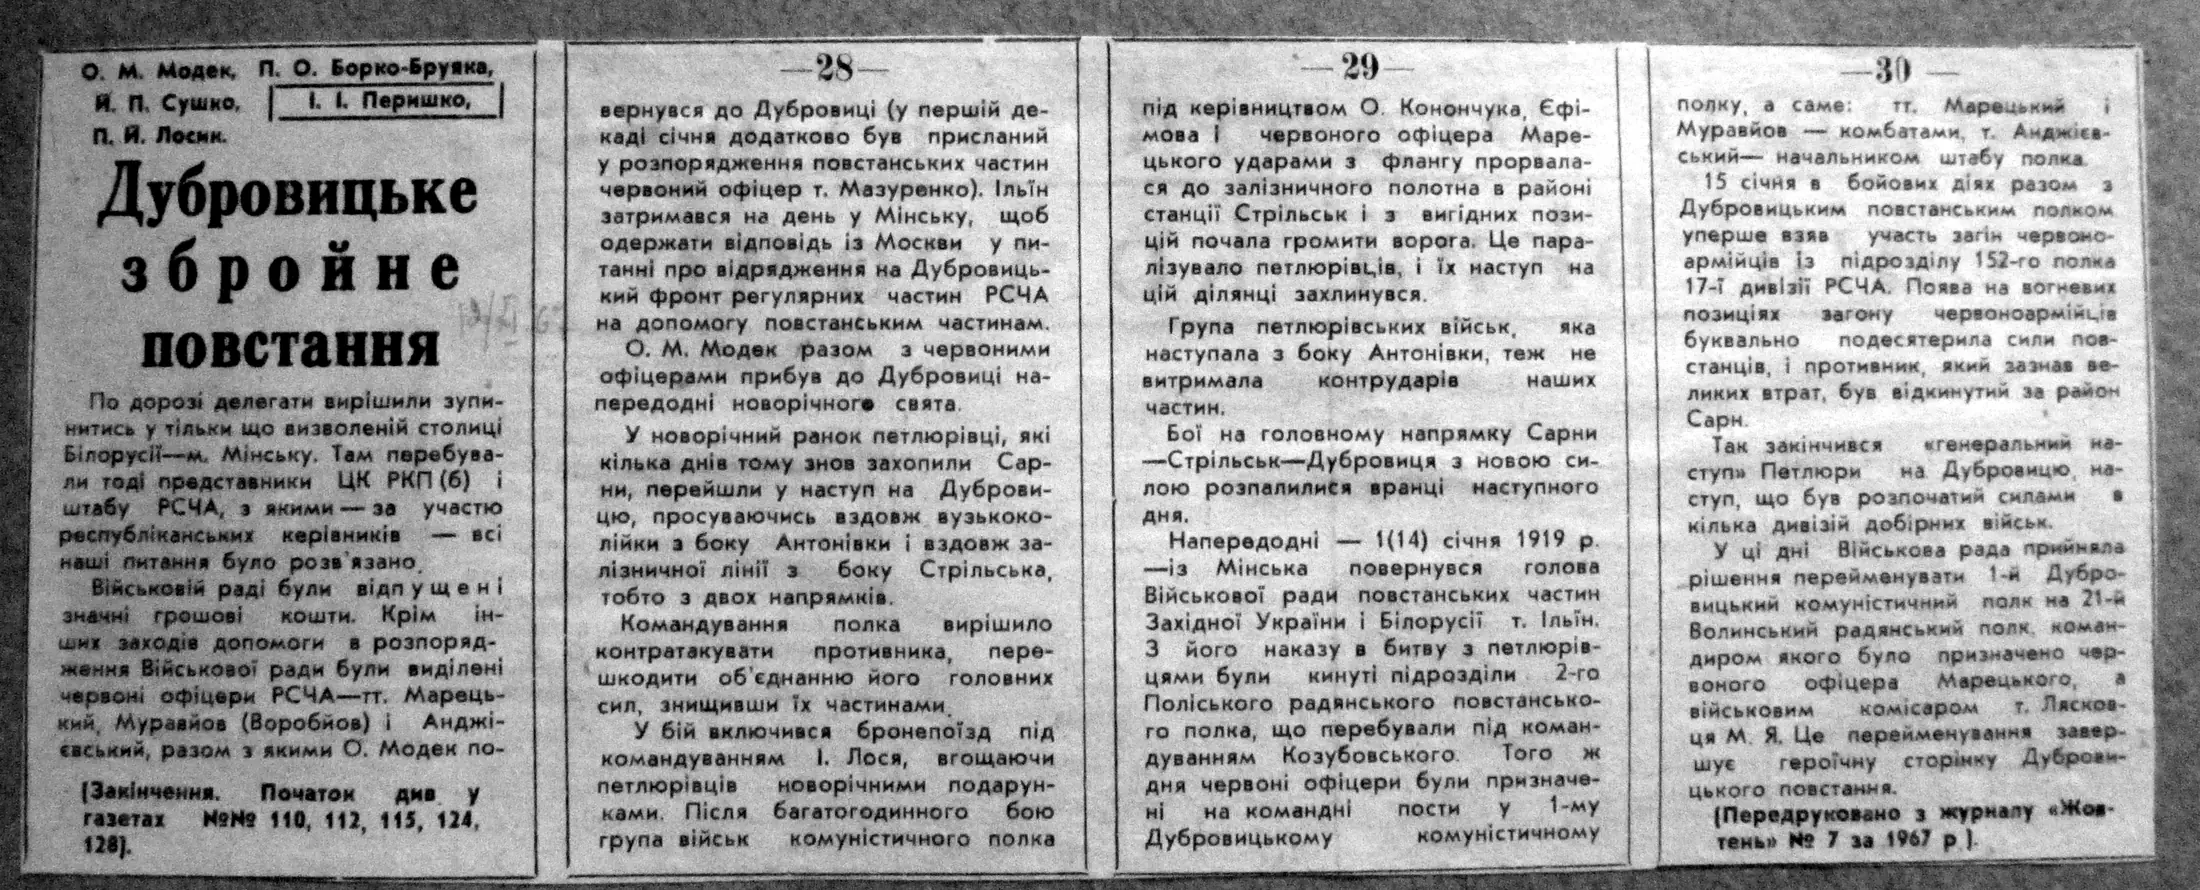 О. М. Модек, П. О. Борко-Бруяка,
Й. П. Сушко, І. І. Перишко,
П. Й. Лосик.
Дубровицьке
збройне
повстання
По дорозі делегати вирішили зупи-
нитись у тільки що визволеній столиці
Білорусії—м. Мінську. Там перебува-
ли тоді представники ЦК РКП(б) і
штабу РСЧА, з якими — за участю
республіканських керівників — всі
наші питання було розв'язано.
Військовій раді були відпущені
значні грошові кошти. Крім ін-
ших заходів допомоги в розпоряд-
ження Військової ради були виділені
червоні офіцери РСЧА—тт. Марець-
кий, Муравйов (Воробйов) і Анджі-
євський, разом з якими О. Модек по-
(Закінчення. Початок див. у
газетах №№ 110, 112, 115, 124,
128).
—28—
вернувся до Дубровиці (у першій де-
каді січня додатково був присланий
у розпорядження повстанських частин
червоний офіцер т. Мазуренко). Ільїн
затримався на день у Мінську, щоб
одержати відповідь із Москви у пи-
танні про відрядження на Дубровиць-
кий фронт регулярних частин РСЧА
на допомогу повстанським частинам.
О. М. Модек разом з червоними
офіцерами прибув до Дубровиці на-
передодні новорічного свята.
У новорічний ранок петлюрівці, які
кілька днів тому знов захопили Сар-
ни, перейшли у наступ на Дуброви-
цю, просуваючись вздовж вузькоко-
лійки з боку Антонівки і вздовж за-
лізничної лінії з боку Стрільська,
тобто з двох напрямків.
Командування полка вирішило
контратакувати противника, пере-
шкодити об'єднанню його головних
сил, знищивши їх частинами.
У бій включився бронепоїзд під
командуванням І. Лося, вгощаючи
петлюрівців новорічними подарун-
ками. Після багатогодинного бою
група військ комуністичного полка
—29—
під керівництвом О. Конончука, Єфі-
мова і червоного офіцера Маре-
цького ударами з флангу прорвала-
ся до залізничного полотна в районі
станції Стрільськ і з вигідних пози-
цій почала громити ворога. Це пара-
лізувало петлюрівців, і їх наступ на
цій ділянці захлинувся.
Група петлюрівських військ, яка
наступала з боку Антонівки, теж не
витримала контрударів наших
частин.
Бої на головному напрямку Сарни
—Стрільськ—Дубровиця з новою си-
лою розпалилися вранці наступного
дня.
Напередодні — 1(14) січня 1919 р.
—із Мінська повернувся голова
Військової ради повстанських частин
Західної України і Білорусії т. Ільїн.
З його наказу в битву з петлюрів-
цями були кинуті підрозділи 2-го
Поліського радянського повстансько-
го полка, що перебували під коман-
дуванням Козубовського. Того ж
дня червоні офіцери були призначе-
ні на командні пости у 1-му
Дубровицькому комуністичному
—30—
полку, а саме: тт. Марецький і
Муравйов — комбатами, т. Анджієв-
ський— начальником штабу полка.
15 січня в бойових діях разом з
Дубровицьким повстанським полком
уперше взяв участь загін червоно-
армійців із підрозділу 152-го полка
17-ї дивізії РСЧА. Поява на вогневих
позиціях загону червоноармійців
буквально подесятерила сили пов-
станців, і противник, який зазнав ве-
ликих втрат, був відкинутий за район
Сарн.
Так закінчився «генеральний на-
ступ» Петлюри на Дубровицю, на-
ступ, що був розпочатий силами в
кілька дивізій добірних військ.
У ці дні Військова рада прийняла
рішення перейменувати 1-й Дубро-
вицький комуністичний полк на 21-й
Волинський радянський полк, коман-
диром якого було призначено чер-
воного офіцера Марецького, а
військовим комісаром т. Лясков-
ця М. Я. Це перейменування завер-
шує героїчну сторінку Дуброви-
цького повстання.
(Передруковано з журналу «Жов-
тень» № 7 за 1967 р.).